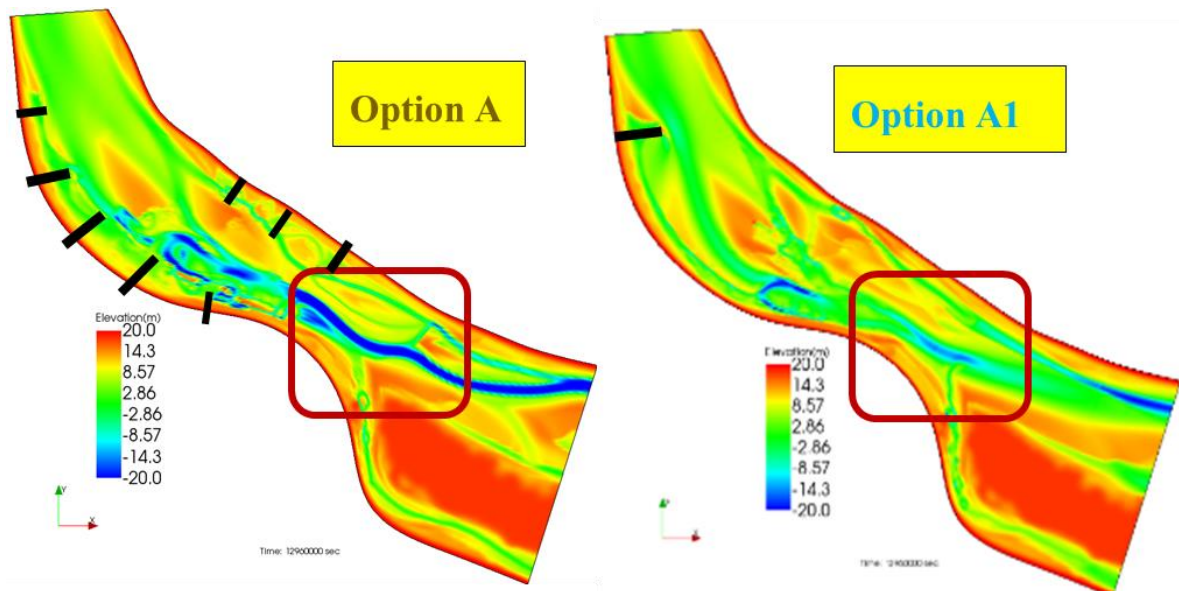 Option A
Option A1
Elevation(m)
20.0
14.3
8.57
2.86
-2.86
-8.57
-14.3
-20.0
Y
X
Time: 12960000 sec
Elevation(m)
20.0
14.3
8.57
2.86
-2.86
-8.57
-14.3
-20.0
X
Time: 12960000 sec